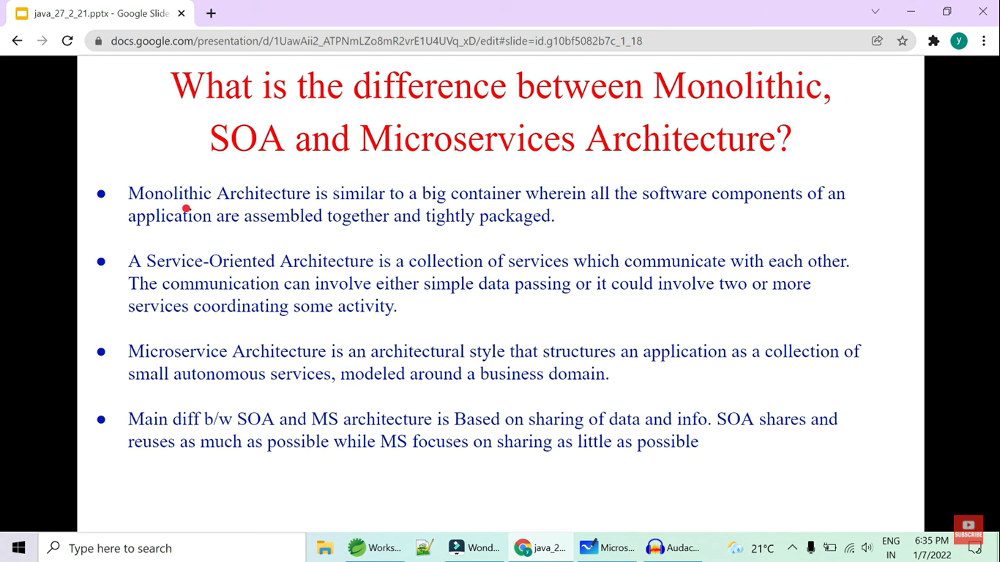 java_27_2_21.pptx - Google Slide
docs.google.com/presentation/d/1UawAii2_ATPNmLZo8mR2vrE1U4UVq_xD/edit#slide=id.g10bf5082b7c_1_18
y
What is the difference between Monolithic,
SOA and Microservices Architecture?
Monolithic Architecture is similar to a big container wherein all the software components of an
application are assembled together and tightly packaged.
A Service-Oriented Architecture is a collection of services which communicate with each other.
The communication can involve either simple data passing or it could involve two or more
services coordinating some activity.
Microservice Architecture is an architectural style that structures an application as a collection of
small autonomous services, modeled around a business domain.
Main diff b/w SOA and MS architecture is Based on sharing of data and info. SOA shares and
reuses as much as possible while MS focuses on sharing as little as possible
SUBSCRIBE
Type here to search
Works...
Wond...
java_2...
Micros...
Audac...
21°C
ENG
IN
6:35 PM
1/7/2022